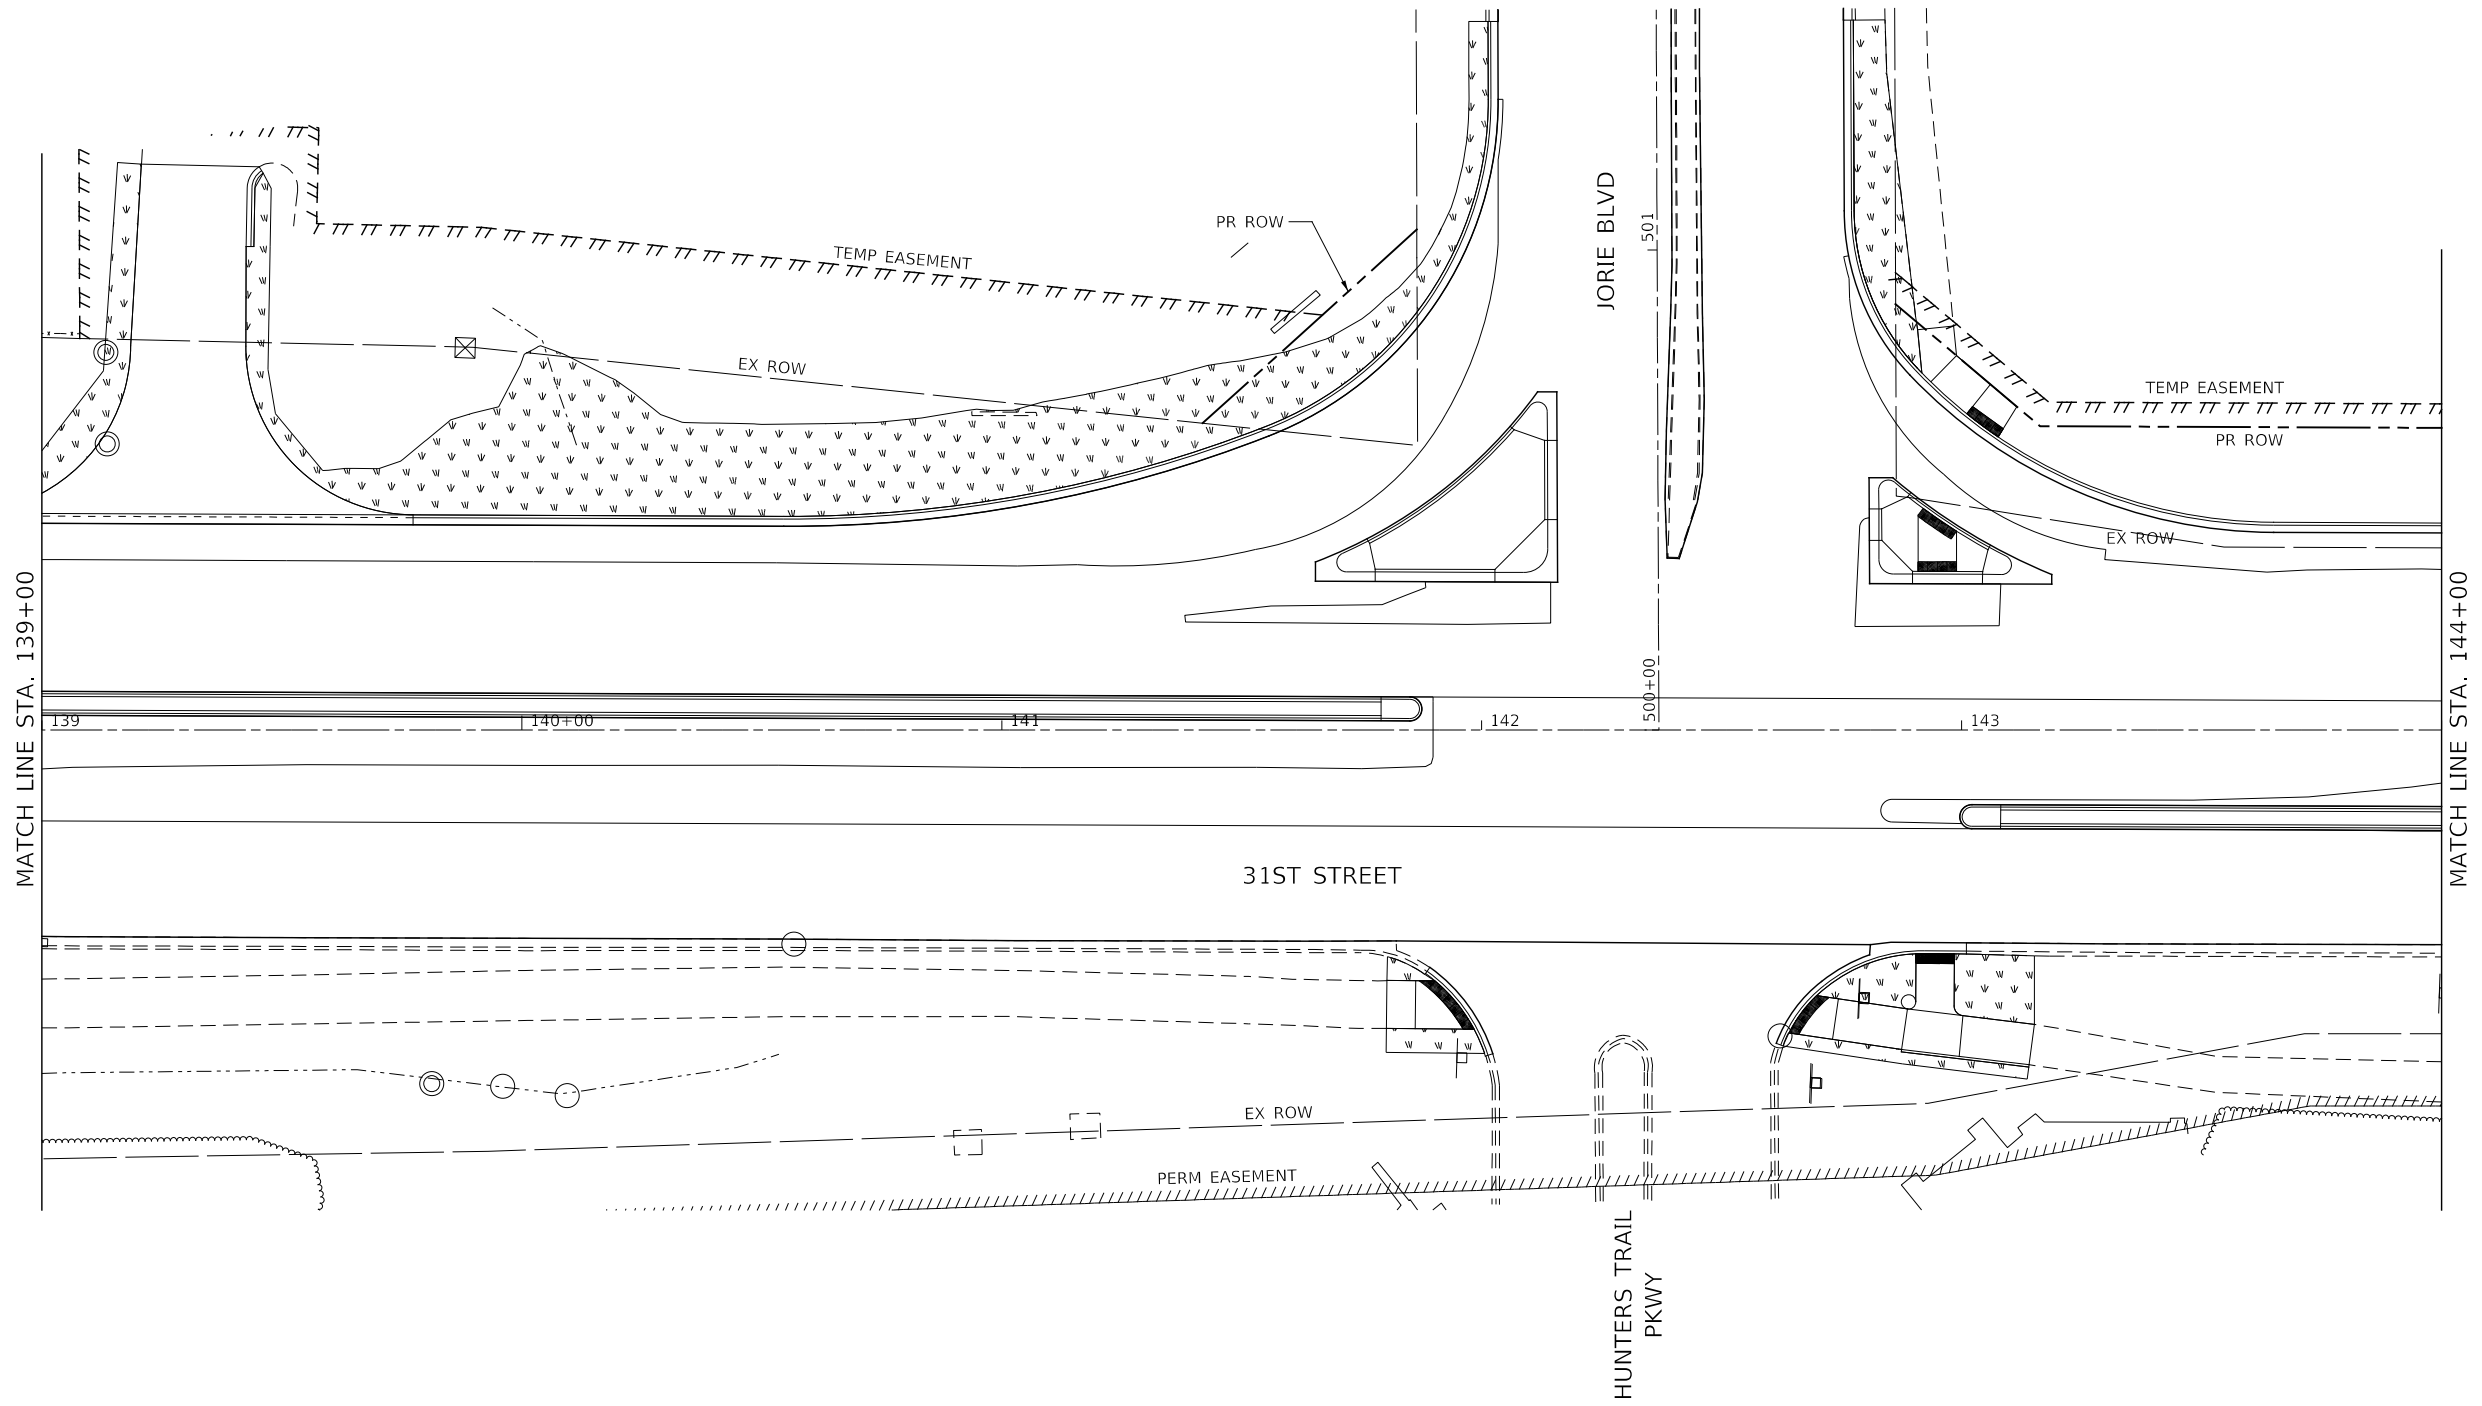 JORIE BLVD
501
PR ROW
TEMP EASEMENT
EX ROW
TEMP EASEMENT
PR ROW
EX ROW
MATCH LINE STA. 139+00
MATCH LINE STA. 144+00
500+00
139
140+00
141
142
143
31ST STREET
EX ROW
PERM EASEMENT
HUNTERS TRAIL
PKWY